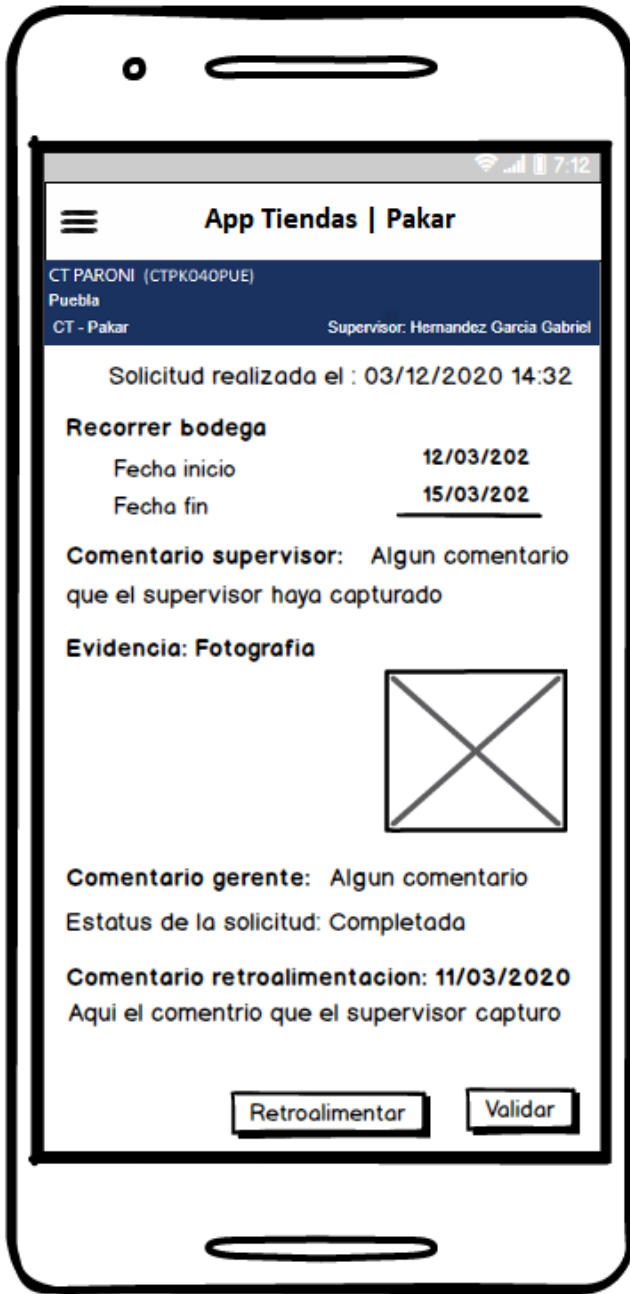 7:12
App Tiendas | Pakar
CT PARONI (CTPK040PUE)
Puebla
CT - Pakar Supervisor: Hernandez Garcia Gabriel
Solicitud realizada el : 03/12/2020 14:32
Recorrer bodega
Fecha inicio 12/03/202
Fecha fin 15/03/202
Comentario supervisor: Algun comentario
que el supervisor haya capturado
Evidencia: Fotografia
Comentario gerente: Algun comentario
Estatus de la solicitud: Completada
Comentario retroalimentacion: 11/03/2020
Aqui el comentrio que el supervisor capturo
Retroalimentar Validar